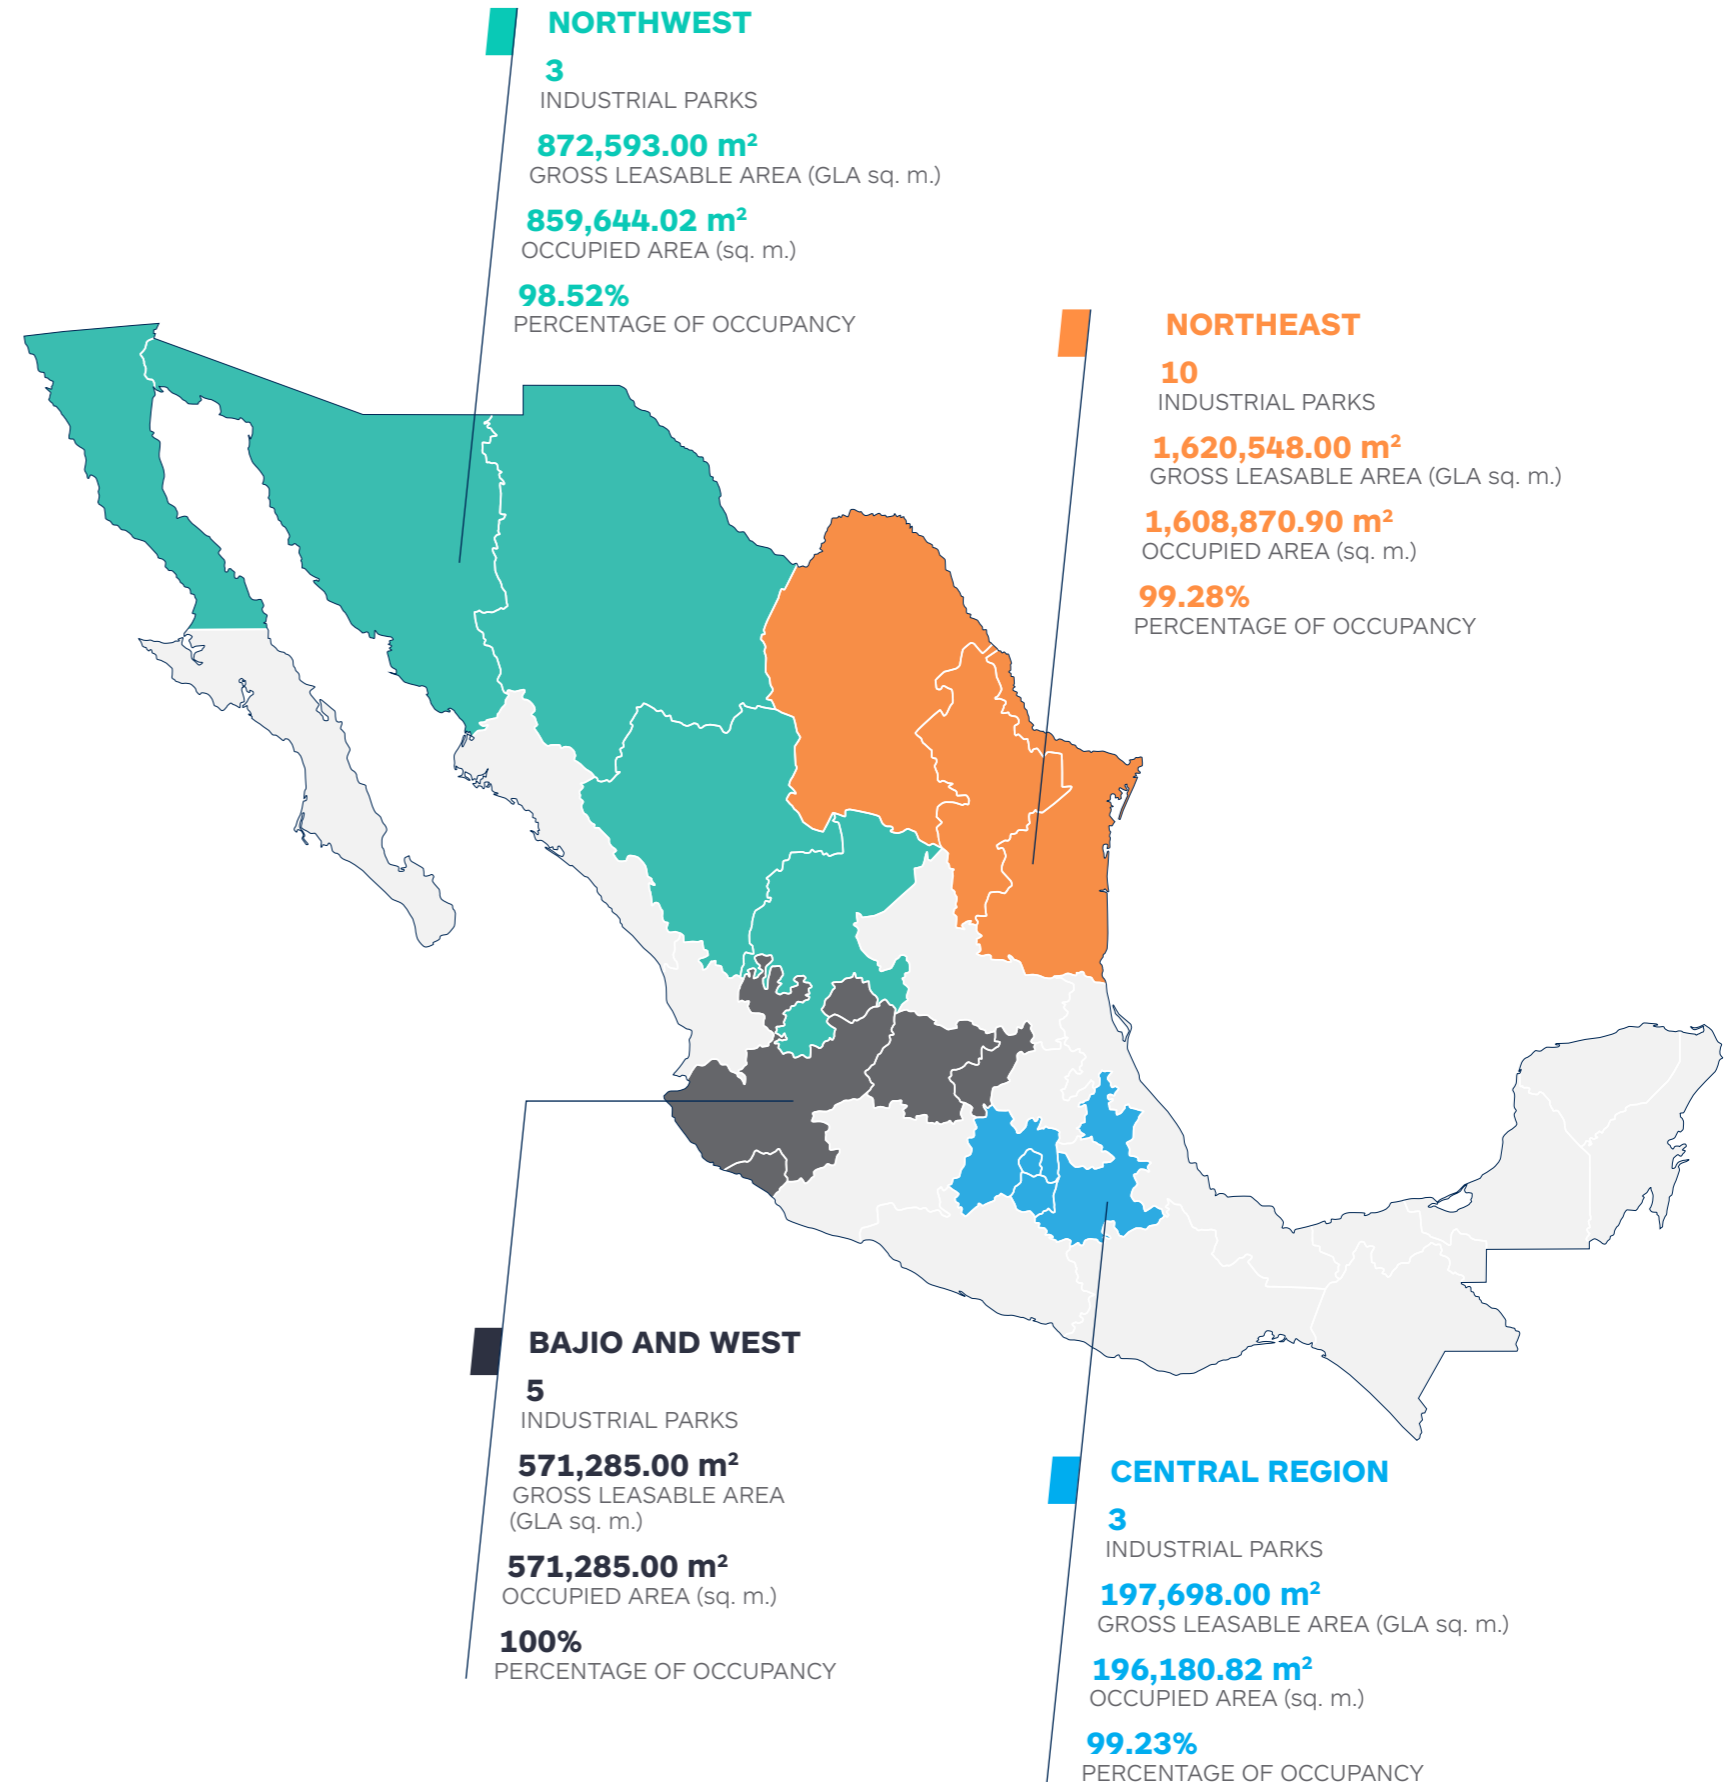 NORTHWEST
3
INDUSTRIAL PARKS
872,593.00 m²
GROSS LEASABLE AREA (GLA sq. m.)
859,644.02 m²
OCCUPIED AREA (sq. m.)
98.52%
PERCENTAGE OF OCCUPANCY
NORTHEAST
10
INDUSTRIAL PARKS
1,620,548.00 m²
GROSS LEASABLE AREA (GLA sq. m.)
1,608,870.90 m²
OCCUPIED AREA (sq. m.)
99.28%
PERCENTAGE OF OCCUPANCY
BAJIO AND WEST
5
INDUSTRIAL PARKS
571,285.00 m²
GROSS LEASABLE AREA
(GLA sq. m.)
571,285.00 m²
OCCUPIED AREA (sq. m.)
100%
PERCENTAGE OF OCCUPANCY
CENTRAL REGION
3
INDUSTRIAL PARKS
197,698.00 m²
GROSS LEASABLE AREA (GLA sq. m.)
196,180.82 m²
OCCUPIED AREA (sq. m.)
99.23%
PERCENTAGE OF OCCUPANCY